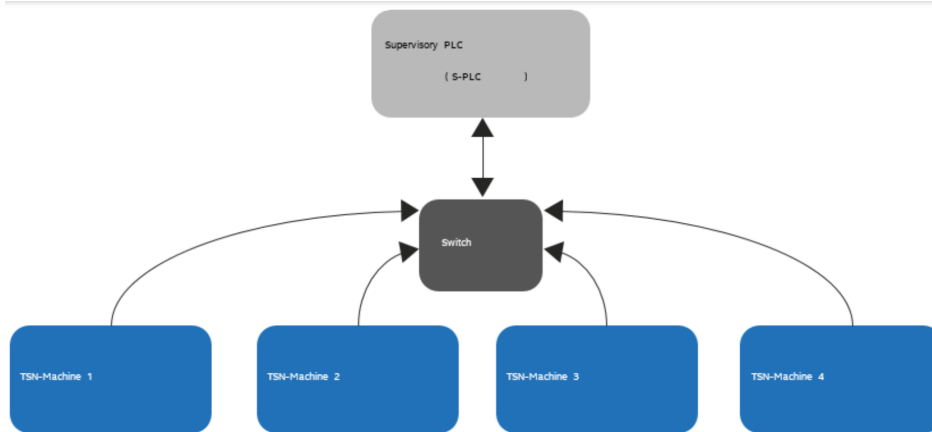 Supervisory PLC
( S-PLC )
Switch
TSN-Machine 1
TSN-Machine 2
TSN-Machine 3
TSN-Machine 4